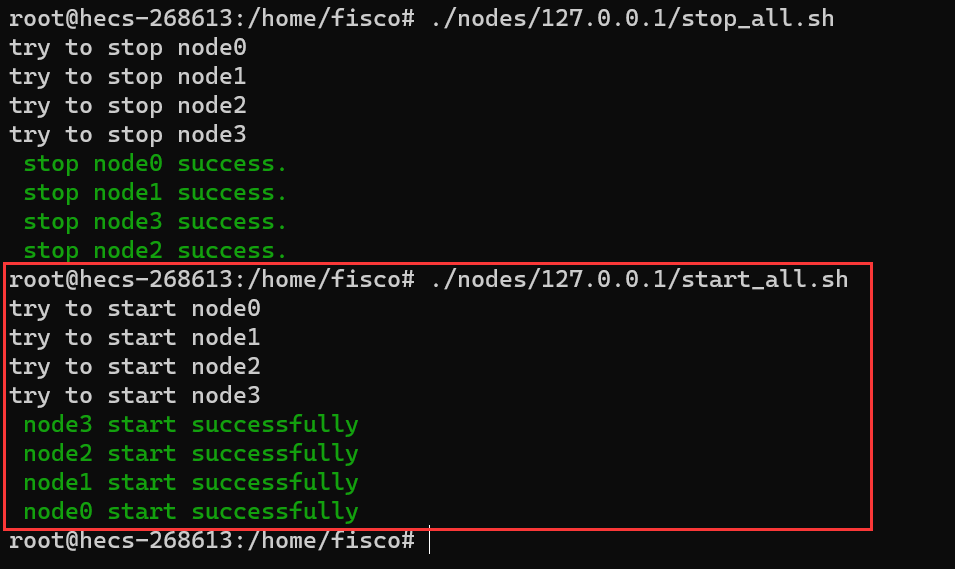 root@hecs-268613:/home/fisco# ./nodes/127.0.0.1/stop_all.sh
try to stop node0
try to stop node1
try to stop node2
try to stop node3
 stop node0 success.
 stop node1 success.
 stop node3 success.
 stop node2 success.
root@hecs-268613:/home/fisco# ./nodes/127.0.0.1/start_all.sh
try to start node0
try to start node1
try to start node2
try to start node3
 node3 start successfully
 node2 start successfully
 node1 start successfully
 node0 start successfully
root@hecs-268613:/home/fisco#